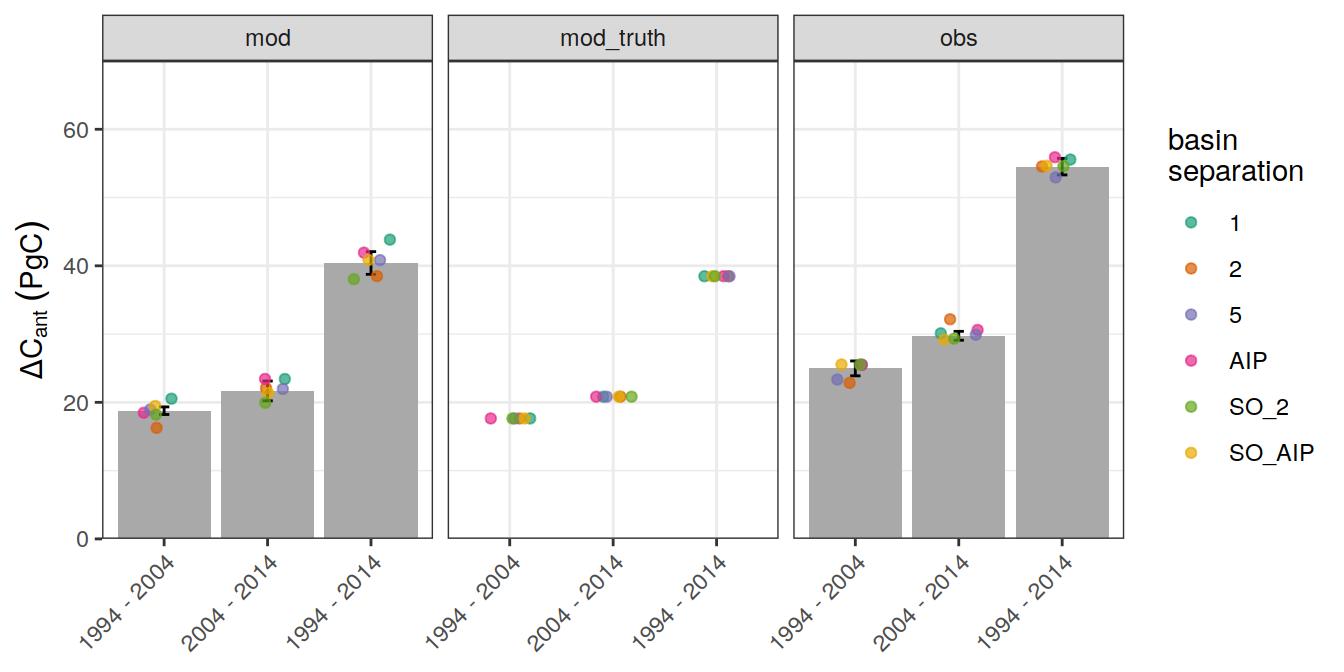 mod
mod_truth
obs
ΔCant (PgC)
60
40
20
0
1994 - 2004
2004 - 2014
1994 - 2014
1994 - 2004
2004 - 2014
1994 - 2014
1994 - 2004
2004 - 2014
1994 - 2014
basin
separation
1
2
5
AIP
SO_2
SO_AIP